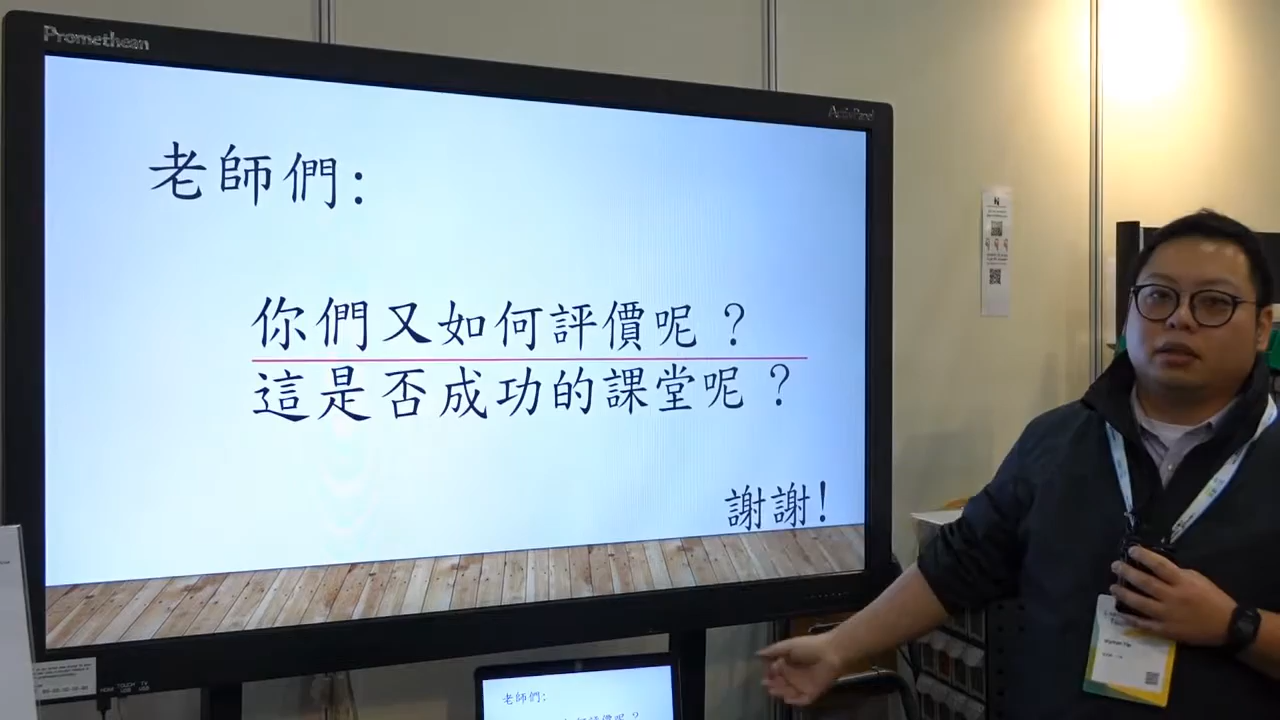 Promethean
ActivPanel
老師們:
你們又如何評價呢？
這是否成功的課堂呢？
謝謝!
老師們: